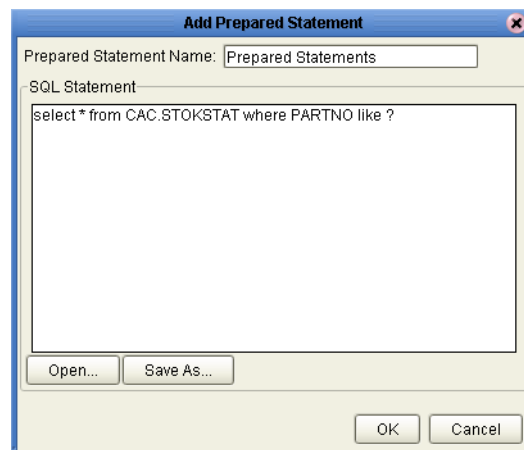 Add Prepared Statement
Prepared Statement Name: Prepared Statements
SQL Statement
select * from CAC.STOKSTAT where PARTNO like ?
Open... Save As...
OK Cancel